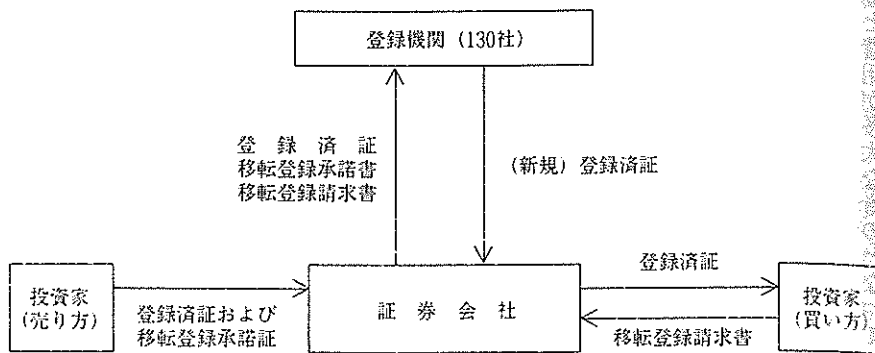 登録機関 (130社)
登録済証
移転登録承諾書
移転登録請求書
(新規) 登録済証
登録済証
投資家
(売り方)
登録済証および
移転登録承諾証
証券会社
投資家
(買い方)
移転登録請求書